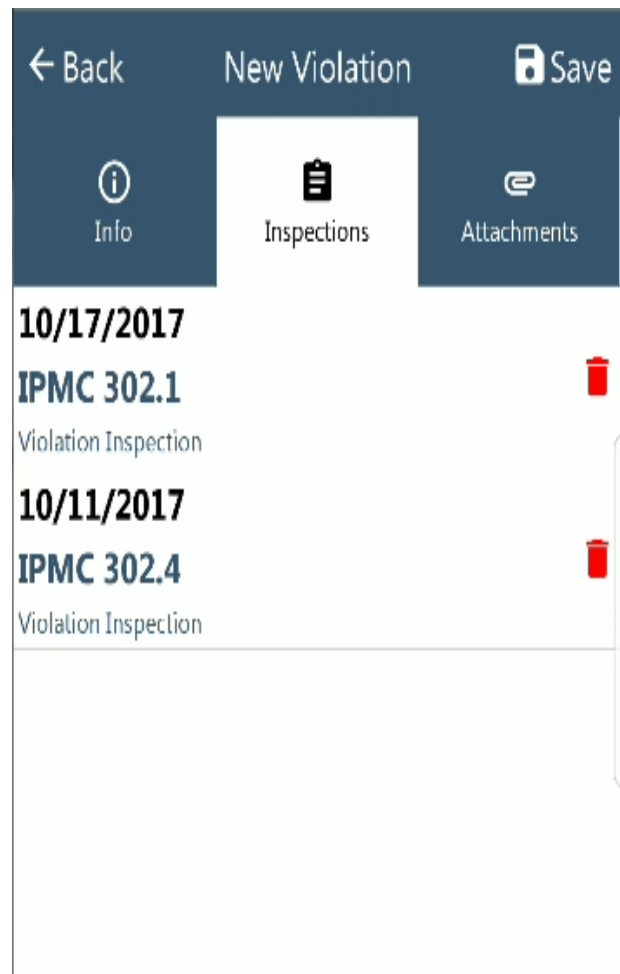 Back New Violation Save
Info Inspections Attachments
10/17/2017
IPMC 302.1
Violation Inspection
10/11/2017
IPMC 302.4
Violation Inspection